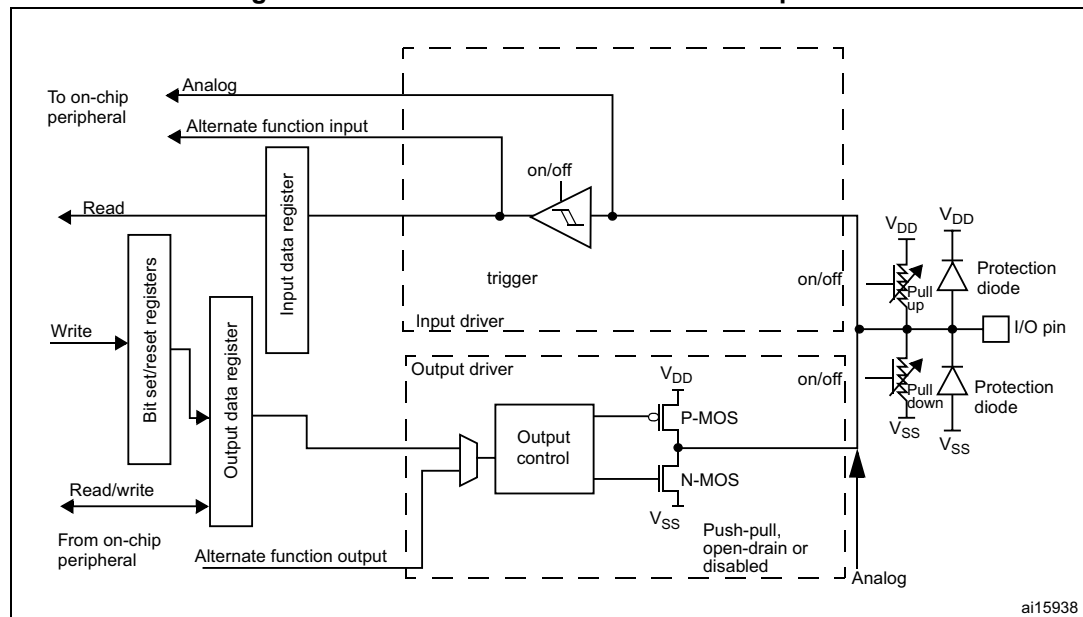 Analog
To on-chip
peripheral
Alternate function input
on/off
Input data register
Read
trigger
Input driver
on/off
VDD
VDD
Pull
up
Protection
diode
I/O pin
Bit set/reset registers
Write
Output data register
Output driver
VDD
on/off
Pull
down
Protection
diode
VSS
VSS
P-MOS
Output
control
N-MOS
VSS
Read/write
From on-chip
peripheral
Alternate function output
Push-pull,
open-drain or
disabled
Analog
ai15938